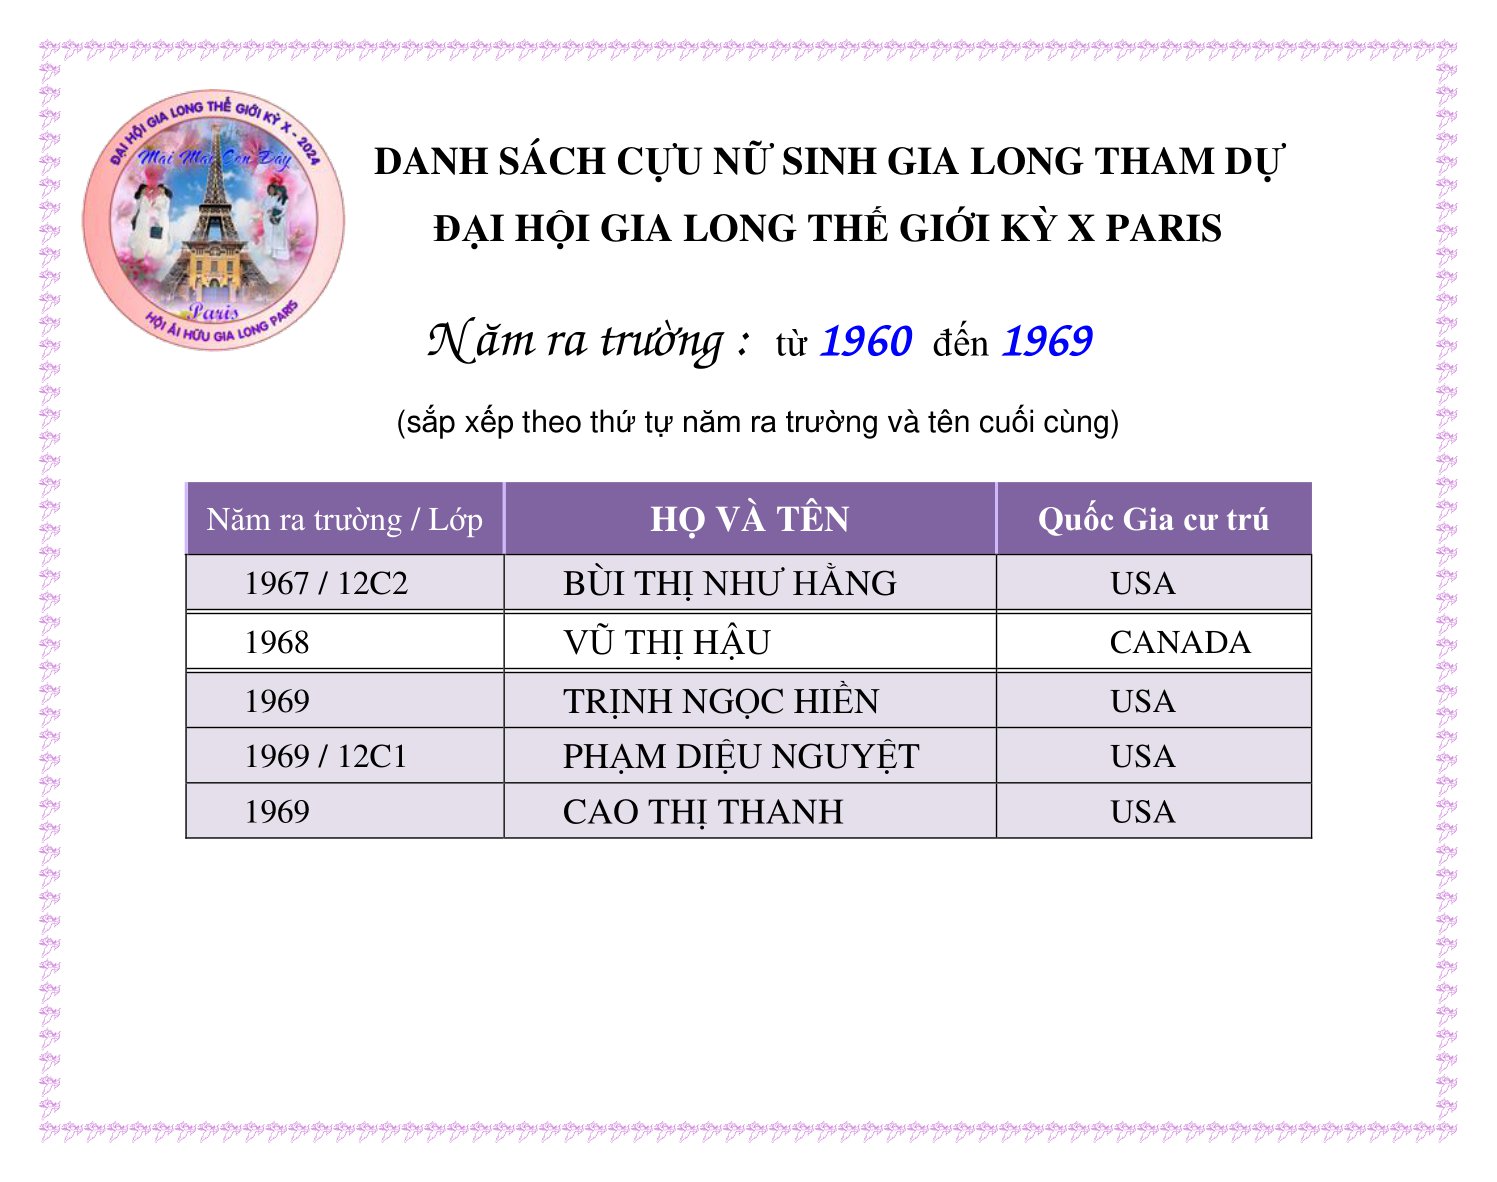 ĐẠI HỘI GIA LONG THẾ GIỚI KỲ X - 2024
Mãi Mãi Còn Đây
Paris
HỘI ÁI HỮU GIA LONG PARIS
DANH SÁCH CỰU NỮ SINH GIA LONG THAM DỰ
ĐẠI HỘI GIA LONG THẾ GIỚI KỲ X PARIS
Năm ra trường : từ 1960 đến 1969
(sắp xếp theo thứ tự năm ra trường và tên cuối cùng)
Năm ra trường / Lớp HỌ VÀ TÊN Quốc Gia cư trú
1967 / 12C2 BÙI THỊ NHƯ HẰNG USA
1968 VŨ THỊ HẬU CANADA
1969 TRỊNH NGỌC HIỀN USA
1969 / 12C1 PHẠM DIỆU NGUYỆT USA
1969 CAO THỊ THANH USA